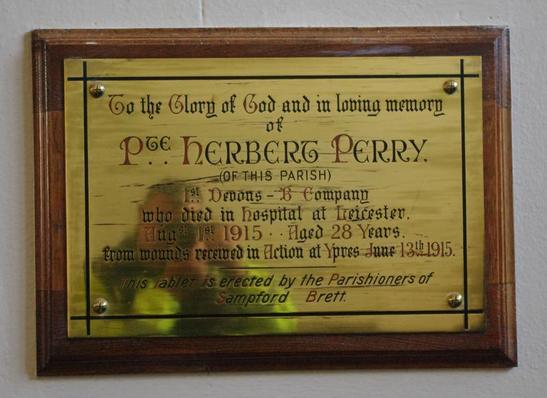 To the Glory of God and in loving memory
of
PTE. HERBERT PERRY.
(OF THIS PARISH)
1st Devons - B Company
who died in hospital at Leicester,
Augst 1st 1915 · · Aged 28 Years.
from wounds received in Action at Ypres June 13th 1915.
This Tablet is erected by the Parishioners of
Sampford Brett.